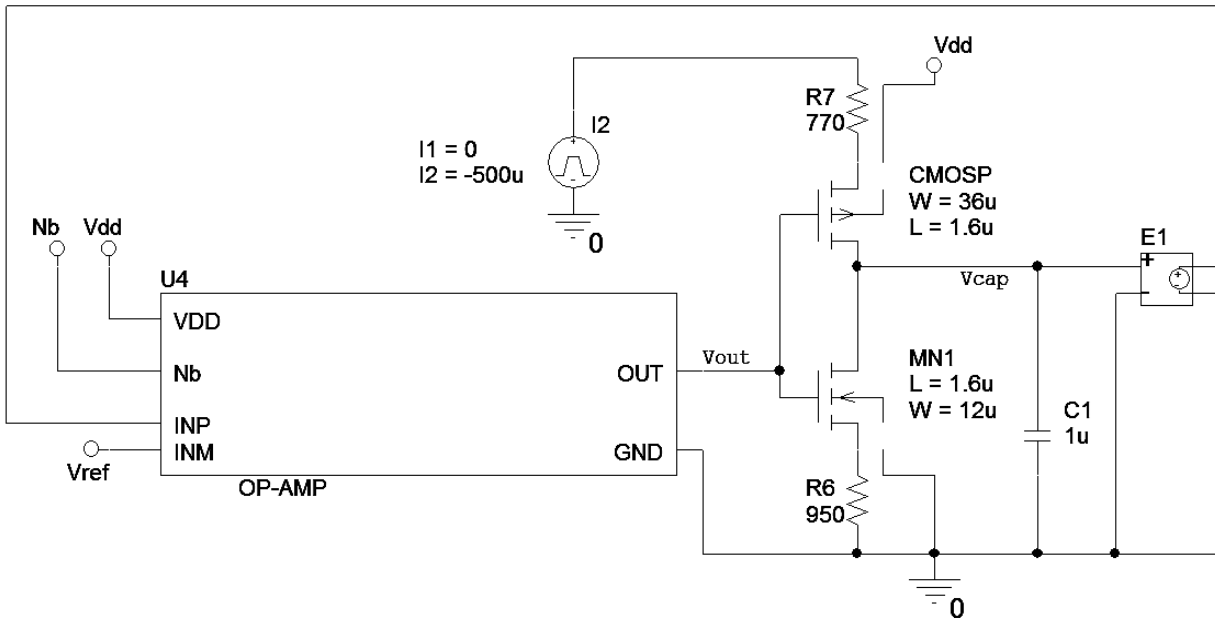 Vdd
R7
770
I2
I1 = 0
I2 = -500u
CMOSP
W = 36u
L = 1.6u
0
Nb
Vdd
E1
U4
Vcap
VDD
Vout
MN1
L = 1.6u
W = 12u
Nb
OUT
C1
1u
INP
INM
GND
Vref
OP-AMP
R6
950
0